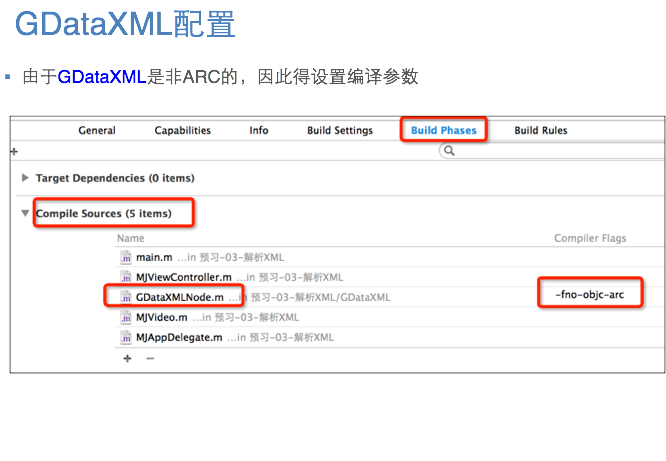 GDataXML配置
由于GDataXML是非ARC的，因此得设置编译参数
General Capabilities Info Build Settings Build Phases Build Rules
+
Target Dependencies (0 items)
Compile Sources (5 items)
Name Compiler Flags
main.m ...in 预习-03-解析XML
MJViewController.m ...in 预习-03-解析XML
GDataXMLNode.m ...in 预习-03-解析XML/GDataXML -fno-objc-arc
MJVideo.m ...in 预习-03-解析XML
MJAppDelegate.m ...in 预习-03-解析XML
+ −